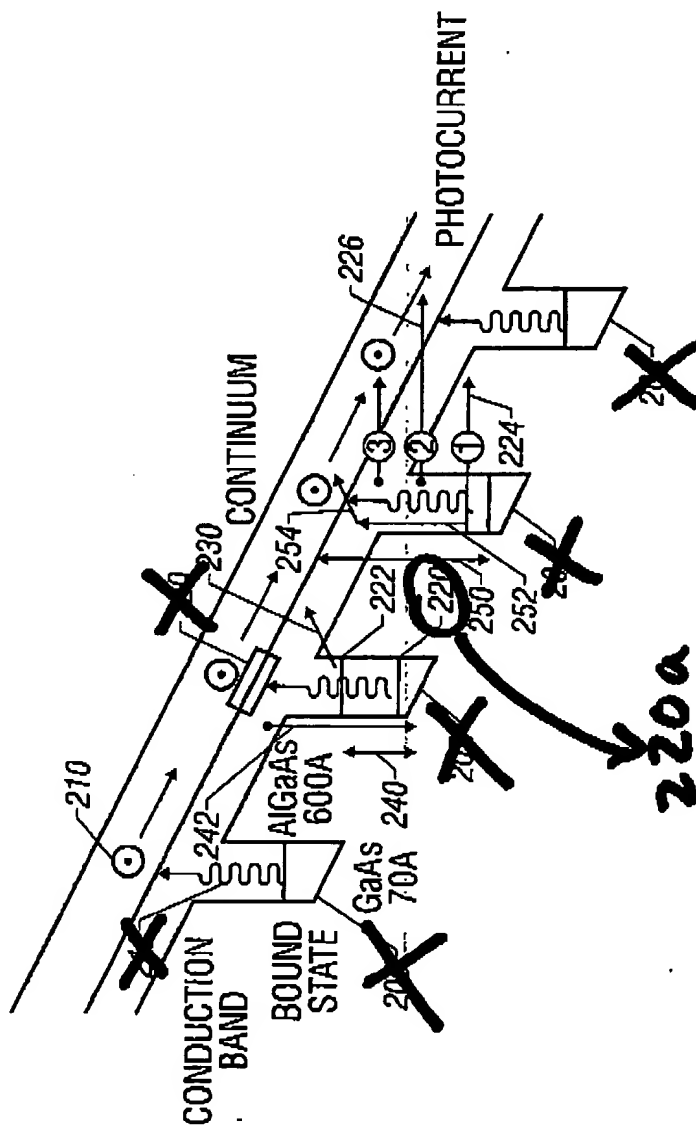 PHOTOCURRENT
CONTINUUM
226
210
230
254
3
2
1
224
222
220
250
252
242
AlGaAs
600A
240
GaAs
70A
CONDUCTION
BAND
BOUND
STATE
220a